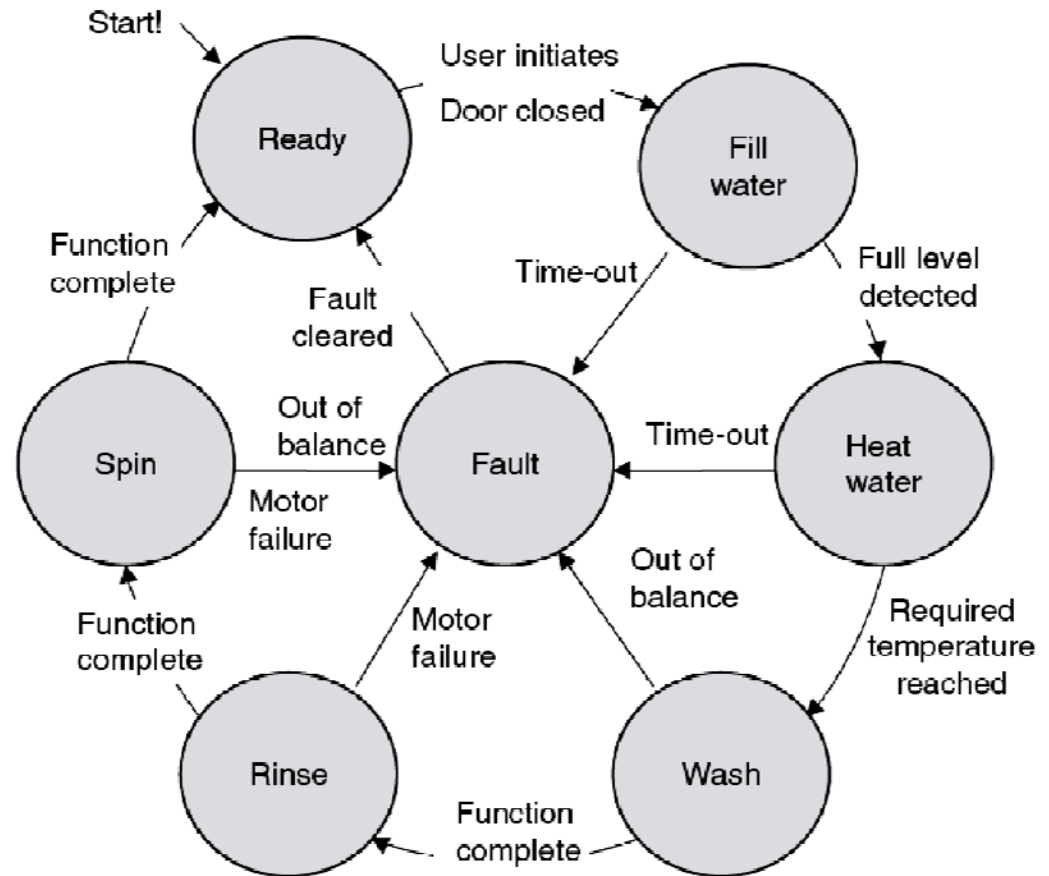 Start!
User initiates
Door closed
Ready
Fill
water
Function
complete
Fault
cleared
Time-out
Full level
detected
Out of
balance
Spin
Motor
failure
Fault
Time-out
Heat
water
Out of
balance
Required
temperature
reached
Function
complete
Motor
failure
Rinse
Wash
Function
complete